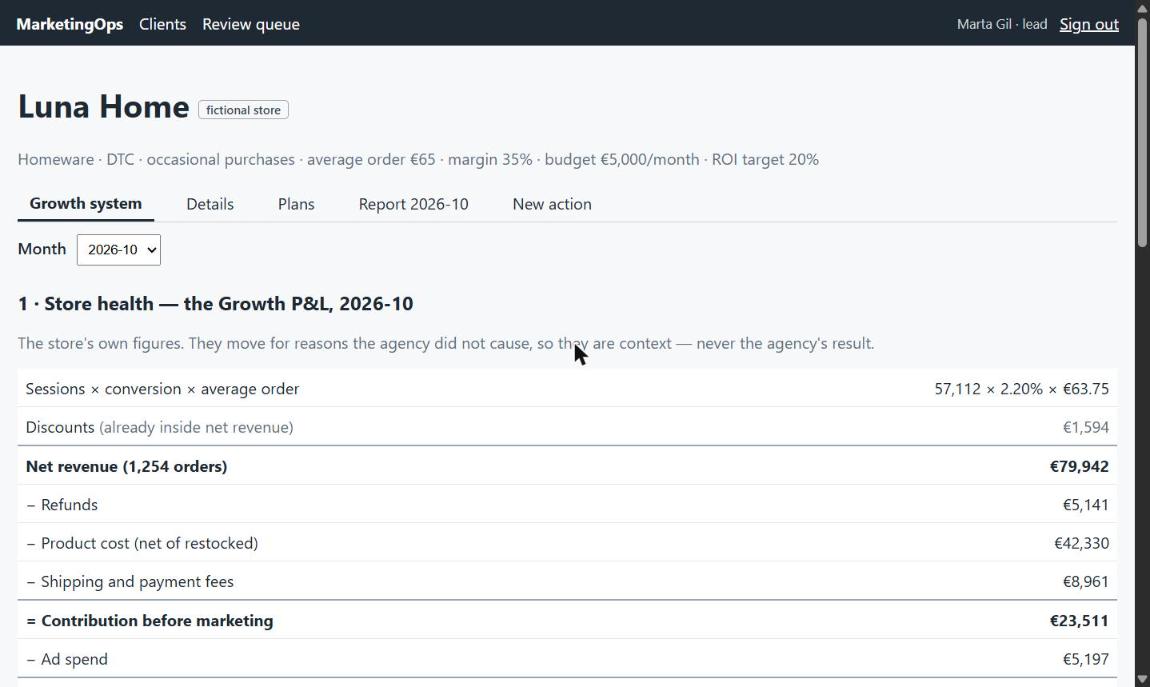 MarketingOps Clients Review queue Marta Gil · lead Sign out
Luna Home fictional store
Homeware · DTC · occasional purchases · average order €65 · margin 35% · budget €5,000/month · ROI target 20%
Growth system Details Plans Report 2026-10 New action
Month 2026-10
1 · Store health — the Growth P&L, 2026-10
The store's own figures. They move for reasons the agency did not cause, so they are context — never the agency's result.
Sessions × conversion × average order 57,112 × 2.20% × €63.75
Discounts (already inside net revenue) €1,594
Net revenue (1,254 orders) €79,942
− Refunds €5,141
− Product cost (net of restocked) €42,330
− Shipping and payment fees €8,961
= Contribution before marketing €23,511
− Ad spend €5,197